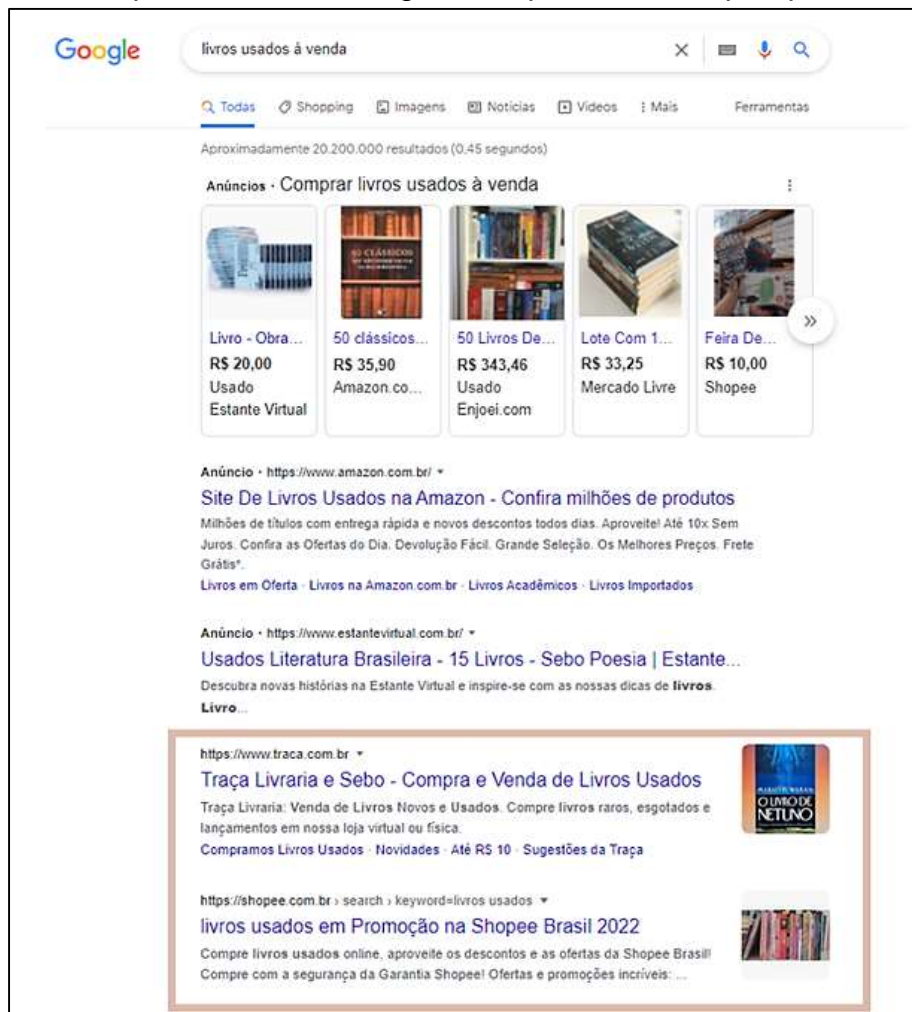 Google
livros usados à venda
Todas Shopping Imagens Notícias Vídeos Mais Ferramentas
Aproximadamente 20.200.000 resultados (0,45 segundos)
Anúncios · Comprar livros usados à venda
50 CLÁSSICOS
Livro - Obra...
R$ 20,00
Usado
Estante Virtual
50 clássicos...
R$ 35,90
Amazon.co...
50 Livros De...
R$ 343,46
Usado
Enjoei.com
Lote Com 1...
R$ 33,25
Mercado Livre
Feira De...
R$ 10,00
Shopee
Anúncio · https://www.amazon.com.br/
Site De Livros Usados na Amazon - Confira milhões de produtos
Milhões de títulos com entrega rápida e novos descontos todos dias. Aproveite! Até 10x Sem
Juros. Confira as Ofertas do Dia. Devolução Fácil. Grande Seleção. Os Melhores Preços. Frete
Grátis*.
Livros em Oferta · Livros na Amazon.com.br · Livros Acadêmicos · Livros Importados
Anúncio · https://www.estantevirtual.com.br/
Usados Literatura Brasileira - 15 Livros - Sebo Poesia | Estante...
Descubra novas histórias na Estante Virtual e inspire-se com as nossas dicas de livros.
Livro...
https://www.traca.com.br
Traça Livraria e Sebo - Compra e Venda de Livros Usados
Traça Livraria: Venda de Livros Novos e Usados. Compre livros raros, esgotados e
lançamentos em nossa loja virtual ou física.
Compramos Livros Usados · Novidades · Até R$ 10 · Sugestões da Traça
O LIVRO DE
NETUNO
https://shopee.com.br › search › keyword=livros usados
livros usados em Promoção na Shopee Brasil 2022
Compre livros usados online, aproveite os descontos e as ofertas da Shopee Brasil!
Compre com a segurança da Garantia Shopee! Ofertas e promoções incríveis: ...